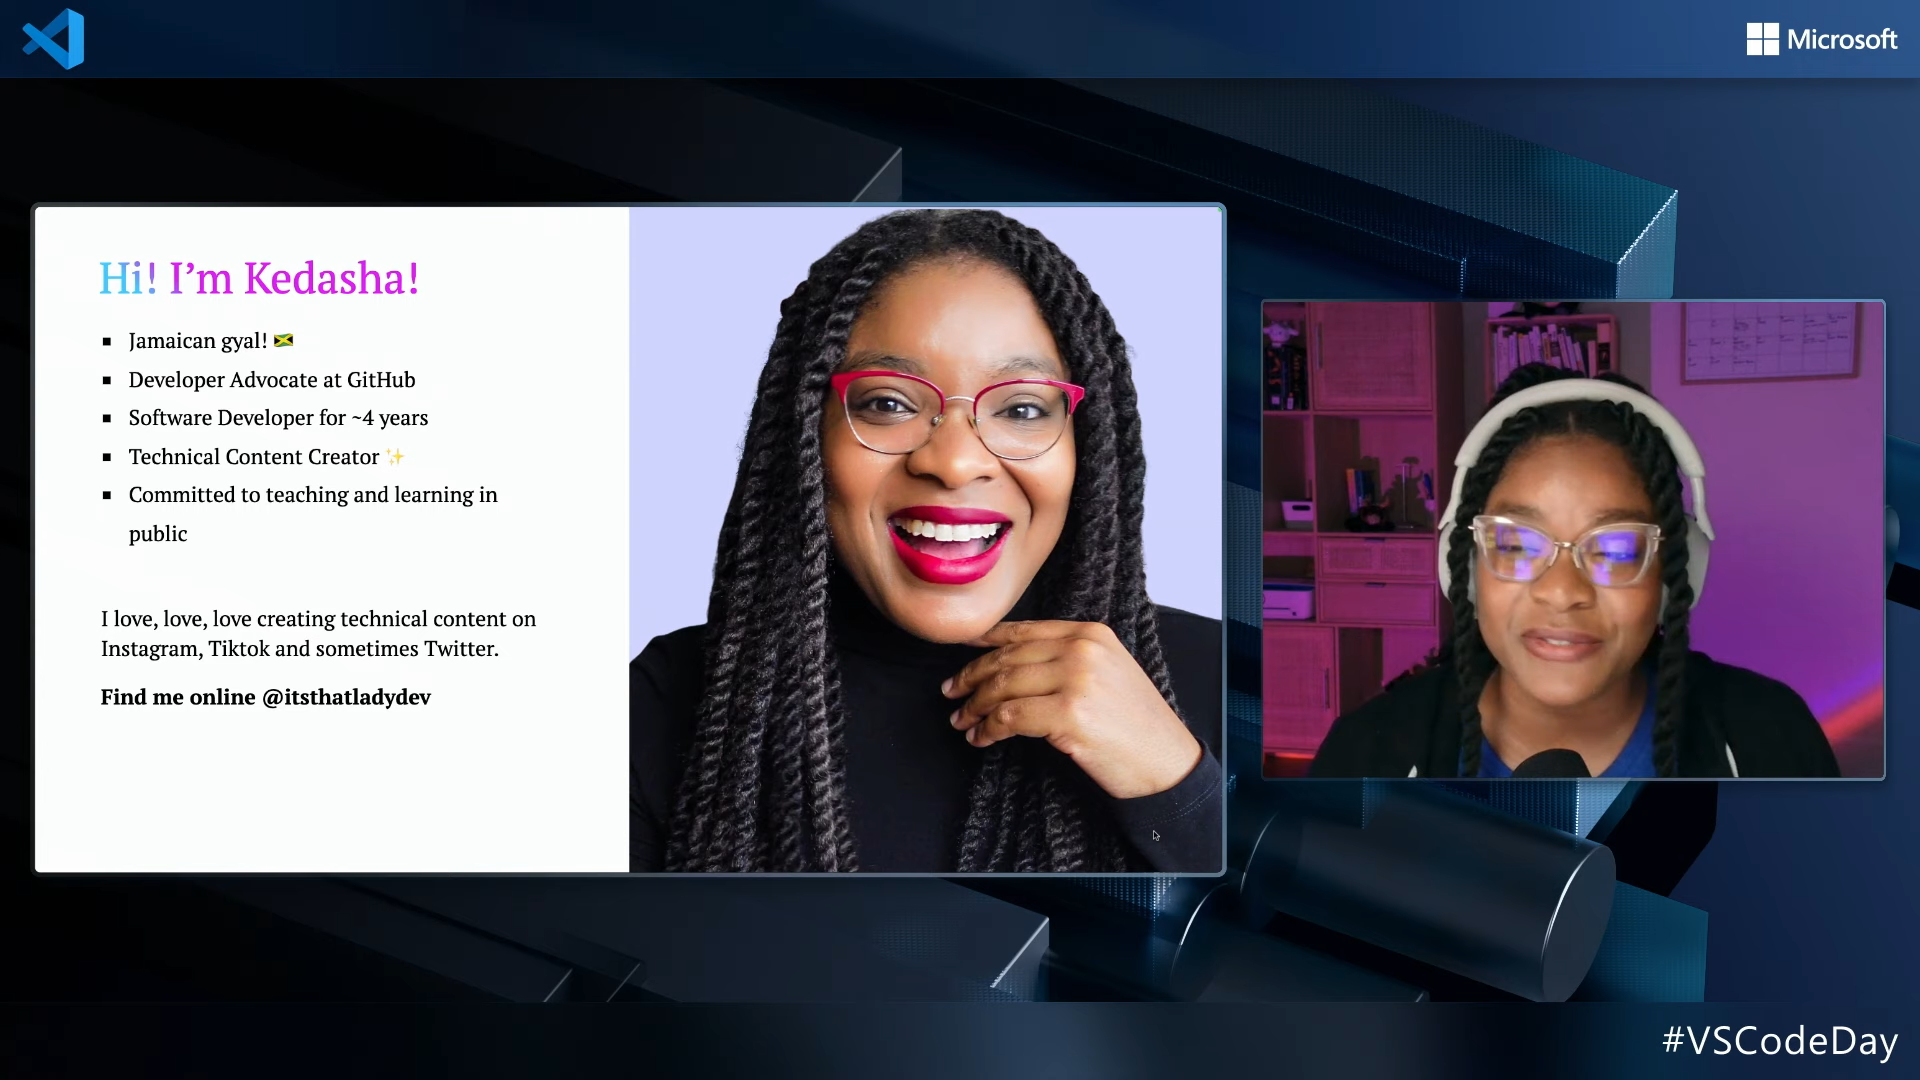 Microsoft
Hi! I’m Kedasha!
▪ Jamaican gyal! 🇯🇲
▪ Developer Advocate at GitHub
▪ Software Developer for ~4 years
▪ Technical Content Creator ✨
▪ Committed to teaching and learning in
public
I love, love, love creating technical content on
Instagram, Tiktok and sometimes Twitter.
Find me online @itsthatladydev
#VSCodeDay